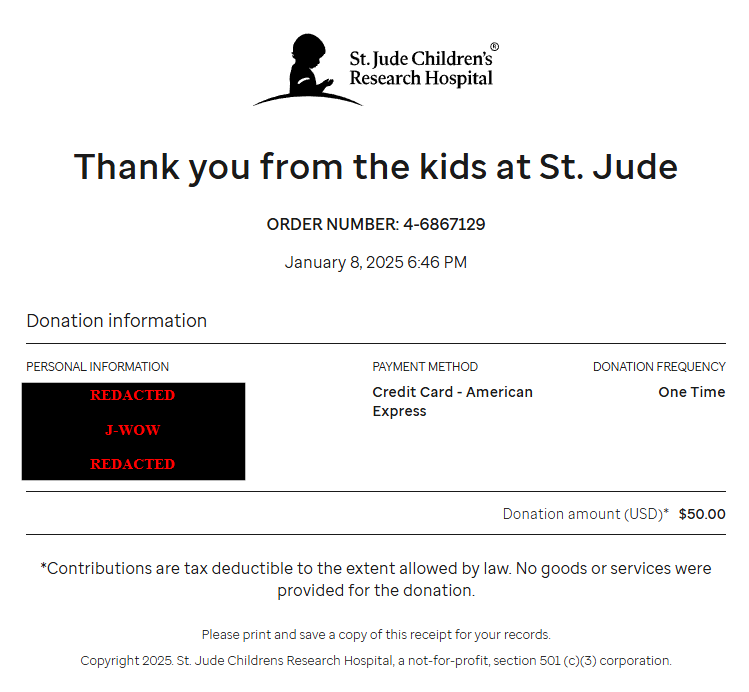 St. Jude Children's®
Research Hospital
Thank you from the kids at St. Jude
ORDER NUMBER: 4-6867129
January 8, 2025 6:46 PM
Donation information
PERSONAL INFORMATION
REDACTED
J-WOW
REDACTED
PAYMENT METHOD
Credit Card - American
Express
DONATION FREQUENCY
One Time
Donation amount (USD)* $50.00
*Contributions are tax deductible to the extent allowed by law. No goods or services were
provided for the donation.
Please print and save a copy of this receipt for your records.
Copyright 2025. St. Jude Childrens Research Hospital, a not-for-profit, section 501 (c)(3) corporation.